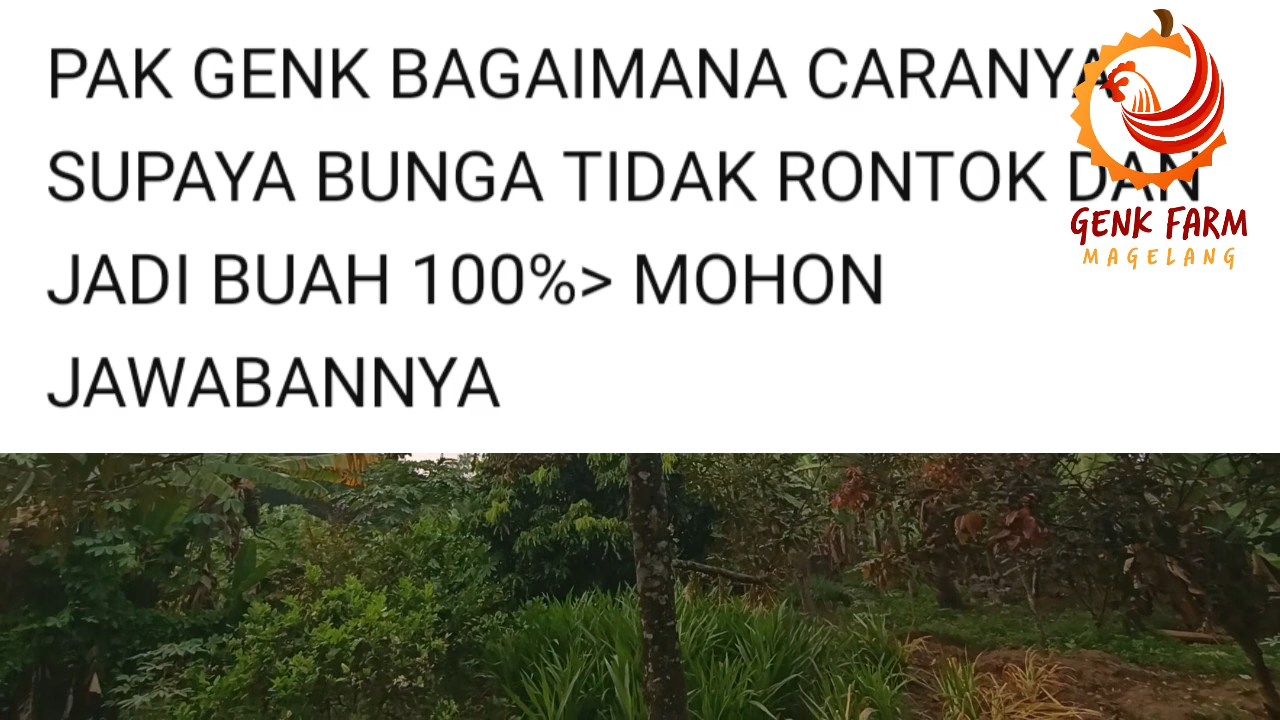 PAK GENK BAGAIMANA CARANYA
SUPAYA BUNGA TIDAK RONTOK DAN
JADI BUAH 100%> MOHON
JAWABANNYA
GENK FARM
MAGELANG